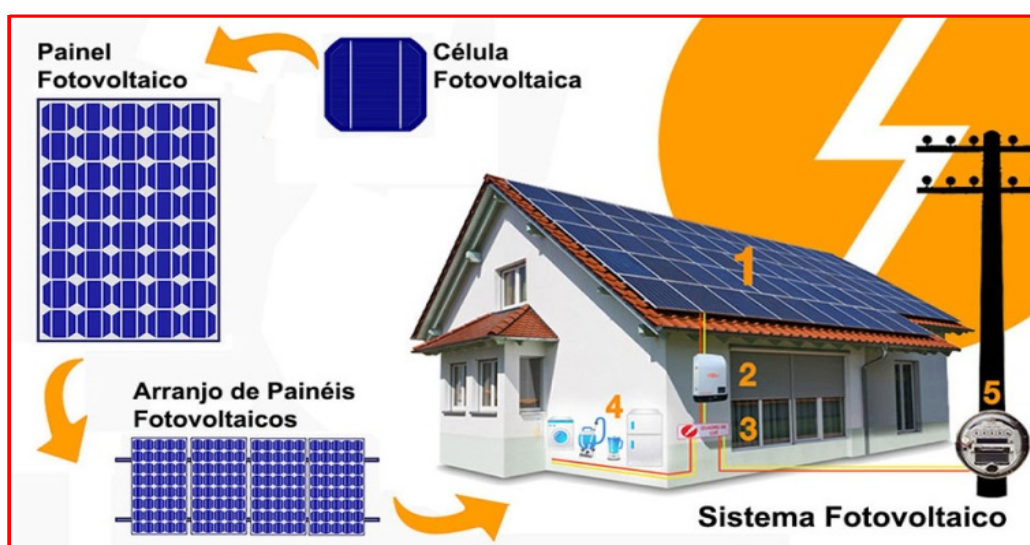 Painel
Fotovoltaico
Célula
Fotovoltaica
Arranjo de Painéis
Fotovoltaicos
1
2
3
4
5
Sistema Fotovoltaico